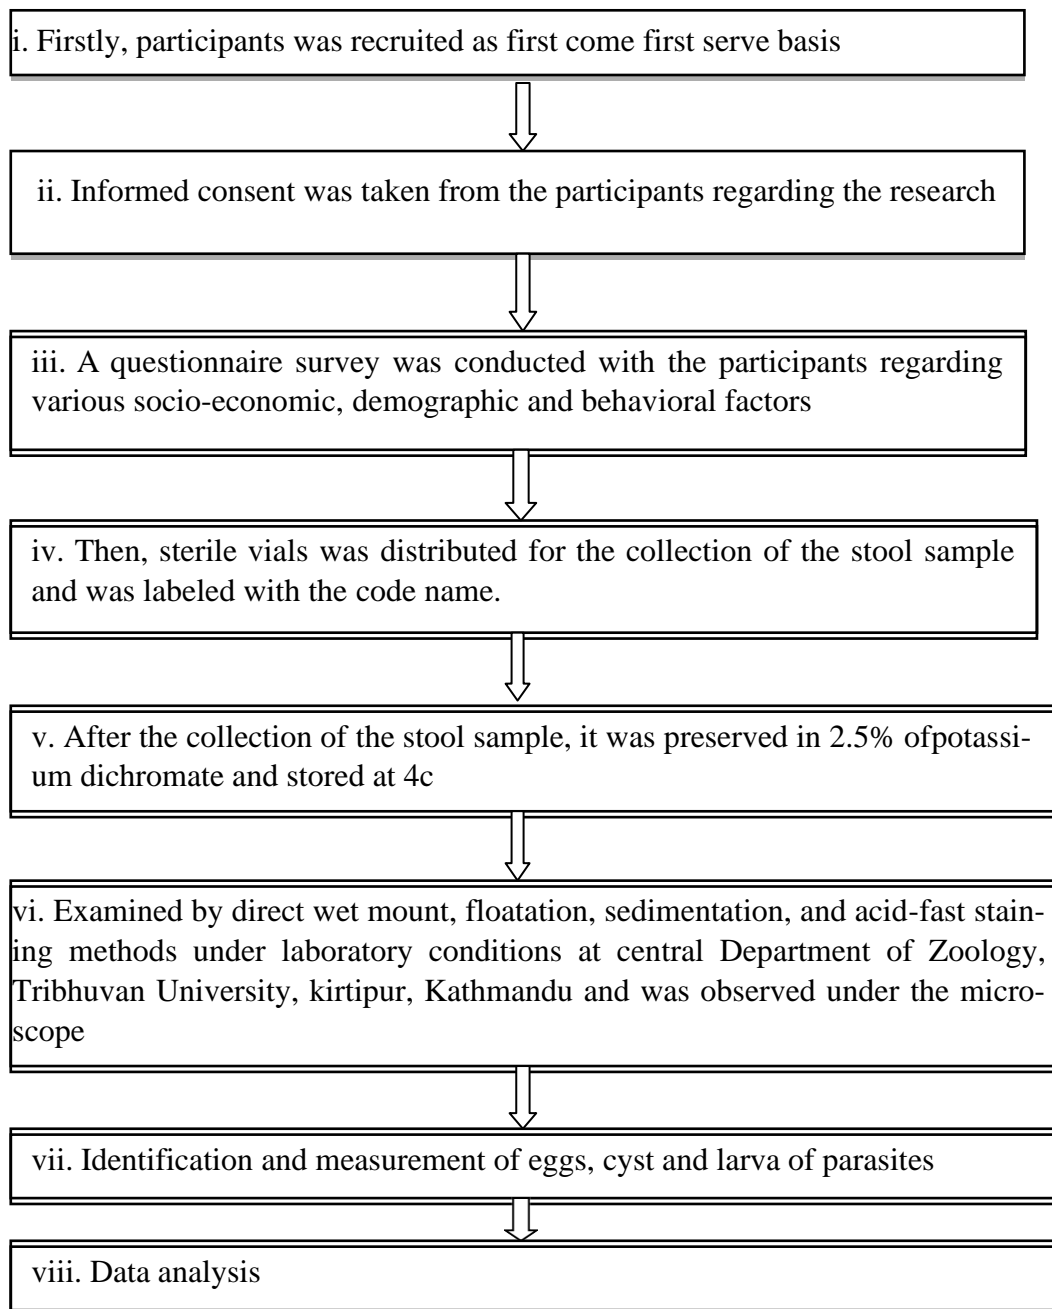 i. Firstly, participants was recruited as first come first serve basis
ii. Informed consent was taken from the participants regarding the research
iii. A questionnaire survey was conducted with the participants regarding
various socio-economic, demographic and behavioral factors
iv. Then, sterile vials was distributed for the collection of the stool sample
and was labeled with the code name.
v. After the collection of the stool sample, it was preserved in 2.5% ofpotassi-
um dichromate and stored at 4c
vi. Examined by direct wet mount, floatation, sedimentation, and acid-fast stain-
ing methods under laboratory conditions at central Department of Zoology,
Tribhuvan University, kirtipur, Kathmandu and was observed under the micro-
scope
vii. Identification and measurement of eggs, cyst and larva of parasites
viii. Data analysis